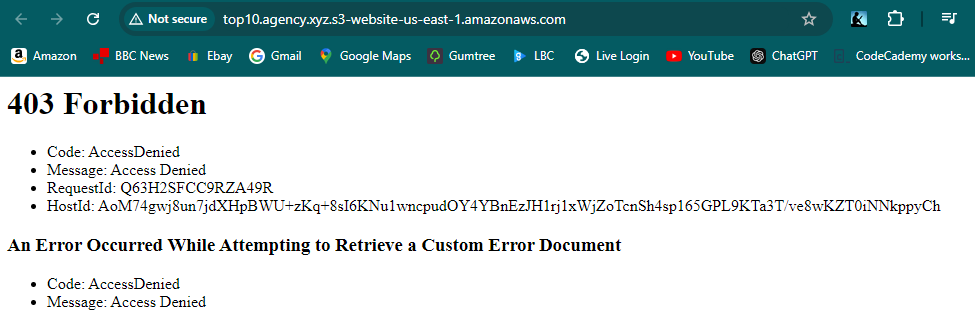 Not secure top10.agency.xyz.s3-website-us-east-1.amazonaws.com
Amazon BBC News Ebay Gmail Google Maps Gumtree LBC Live Login YouTube ChatGPT CodeCademy works...
403 Forbidden
• Code: AccessDenied
• Message: Access Denied
• RequestId: Q63H2SFCC9RZA49R
• HostId: AoM74gwj8un7jdXHpBWU+zKq+8sI6KNu1wncpudOY4YBnEzJH1rj1xWjZoTcnSh4sp165GPL9KTa3T/ve8wKZT0iNNkppyCh
An Error Occurred While Attempting to Retrieve a Custom Error Document
• Code: AccessDenied
• Message: Access Denied